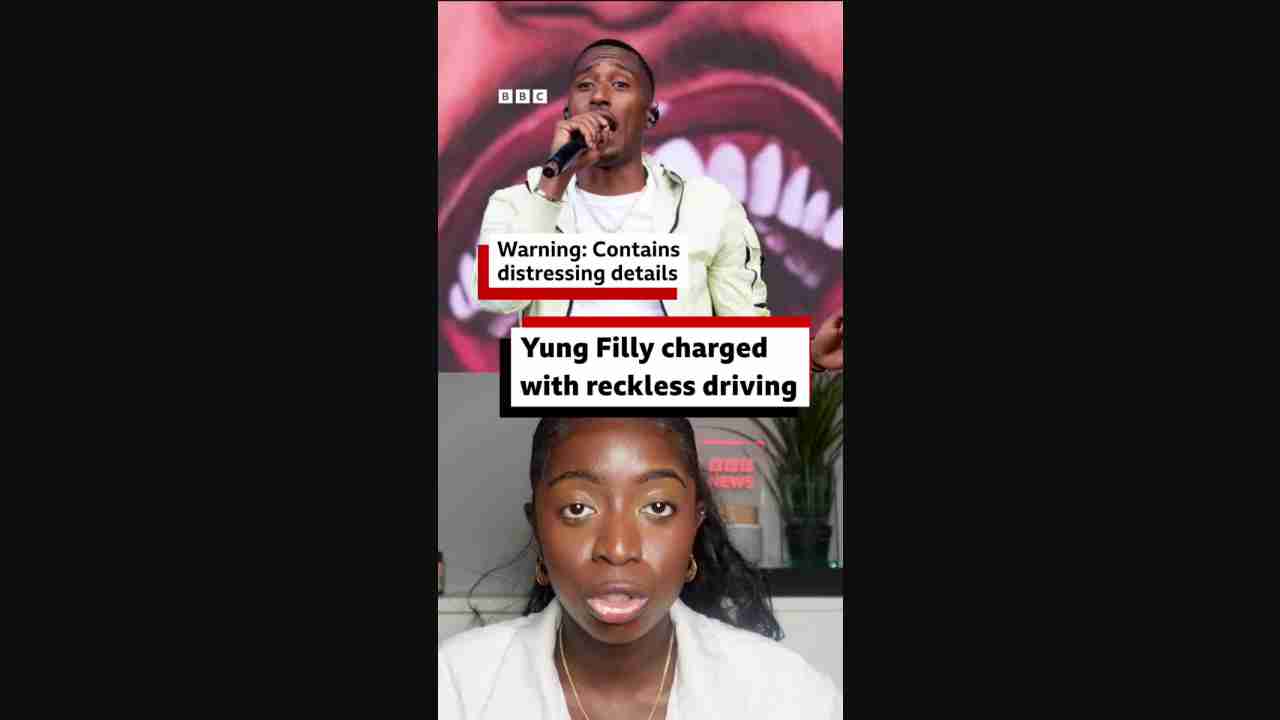 BBC
Warning: Contains
distressing details
Yung Filly charged
with reckless driving
BBC
NEWS